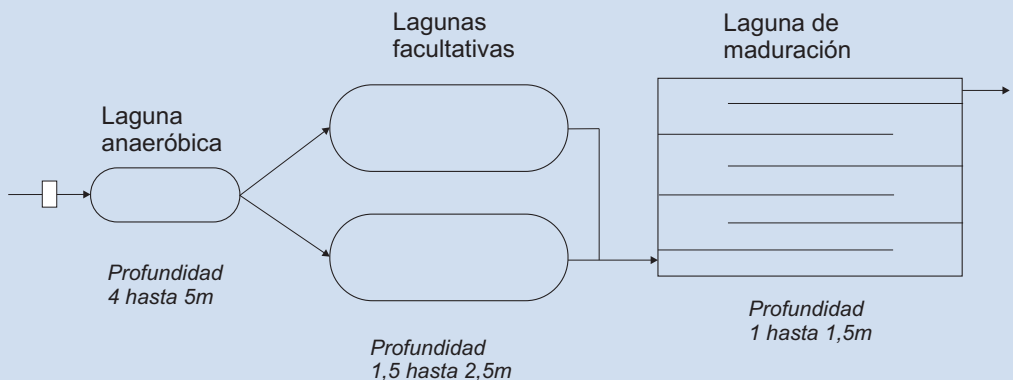 Laguna
anaeróbica
Profundidad
4 hasta 5m
Lagunas
facultativas
Profundidad
1,5 hasta 2,5m
Laguna de
maduración
Profundidad
1 hasta 1,5m